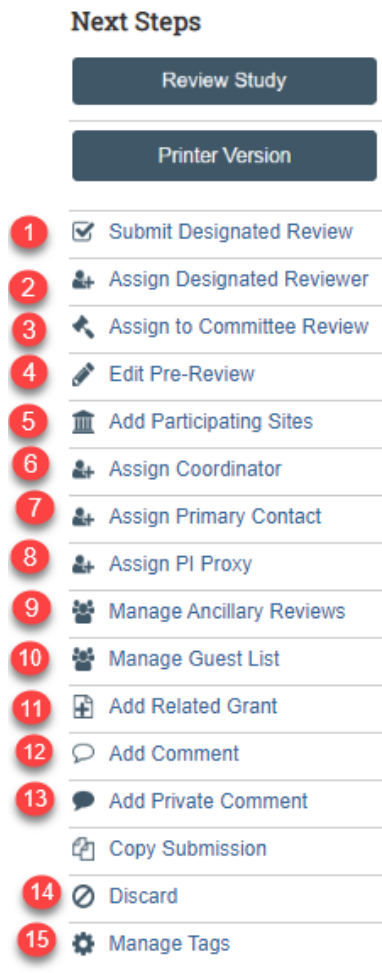 Next Steps
Review Study
Printer Version
1 Submit Designated Review
2 Assign Designated Reviewer
3 Assign to Committee Review
4 Edit Pre-Review
5 Add Participating Sites
6 Assign Coordinator
7 Assign Primary Contact
8 Assign PI Proxy
9 Manage Ancillary Reviews
10 Manage Guest List
11 Add Related Grant
12 Add Comment
13 Add Private Comment
Copy Submission
14 Discard
15 Manage Tags